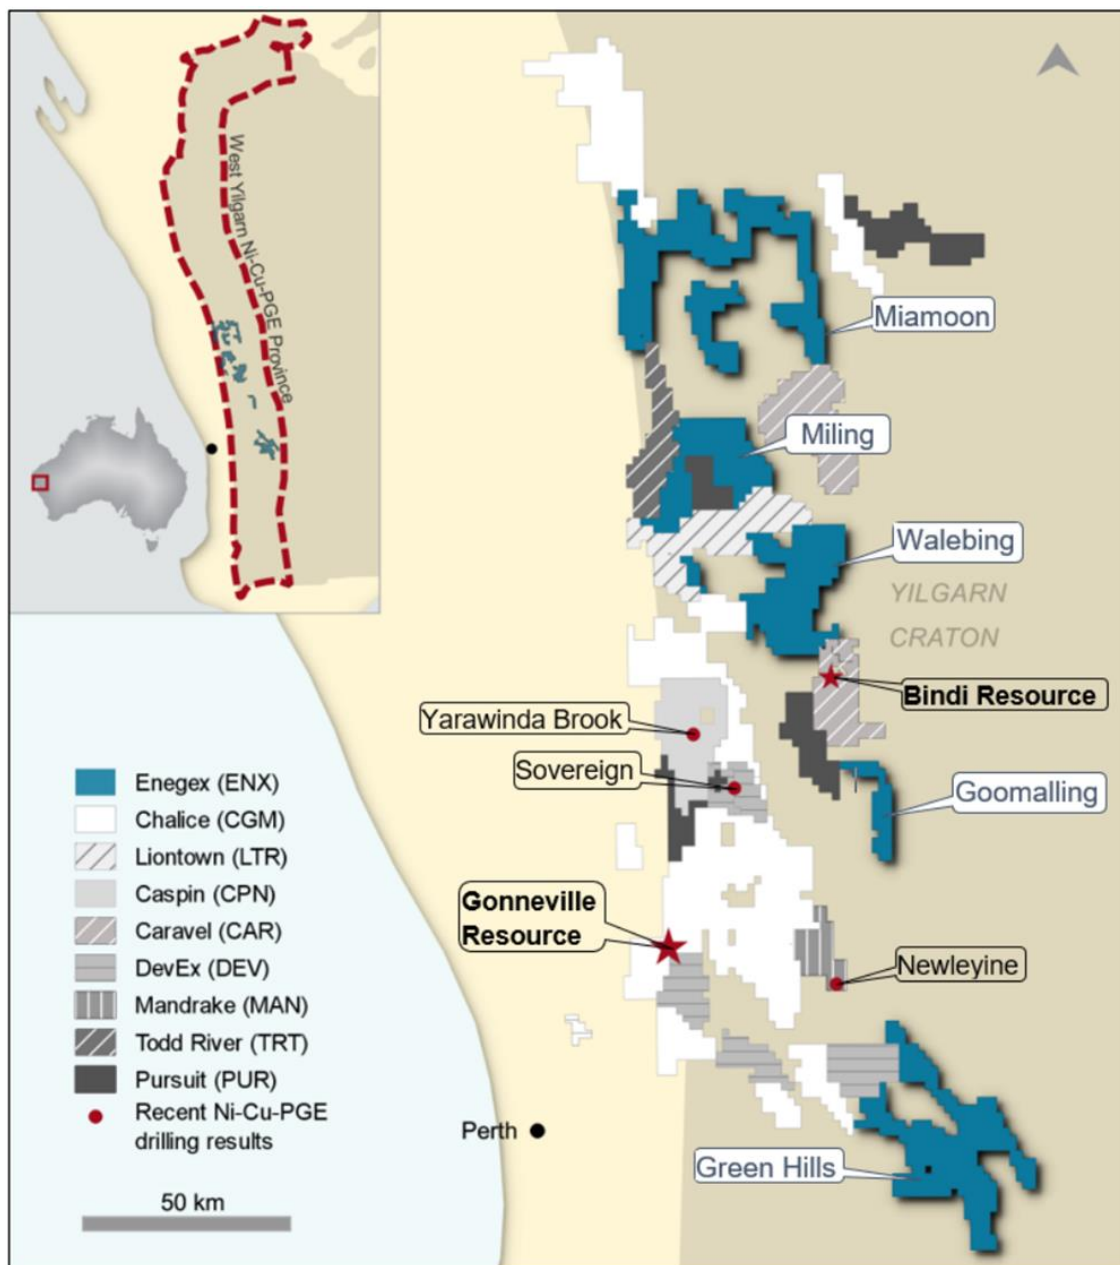 West Yilgarn Ni-Cu-PGE Province
Miamoon
Miling
Walebing
YILGARN
CRATON
Bindi Resource
Yarawinda Brook
Sovereign
Goomalling
Gonneville
Resource
Newleyine
Perth
Green Hills
Enegex (ENX)
Chalice (CGM)
Liontown (LTR)
Caspin (CPN)
Caravel (CAR)
DevEx (DEV)
Mandrake (MAN)
Todd River (TRT)
Pursuit (PUR)
Recent Ni-Cu-PGE
drilling results
50 km